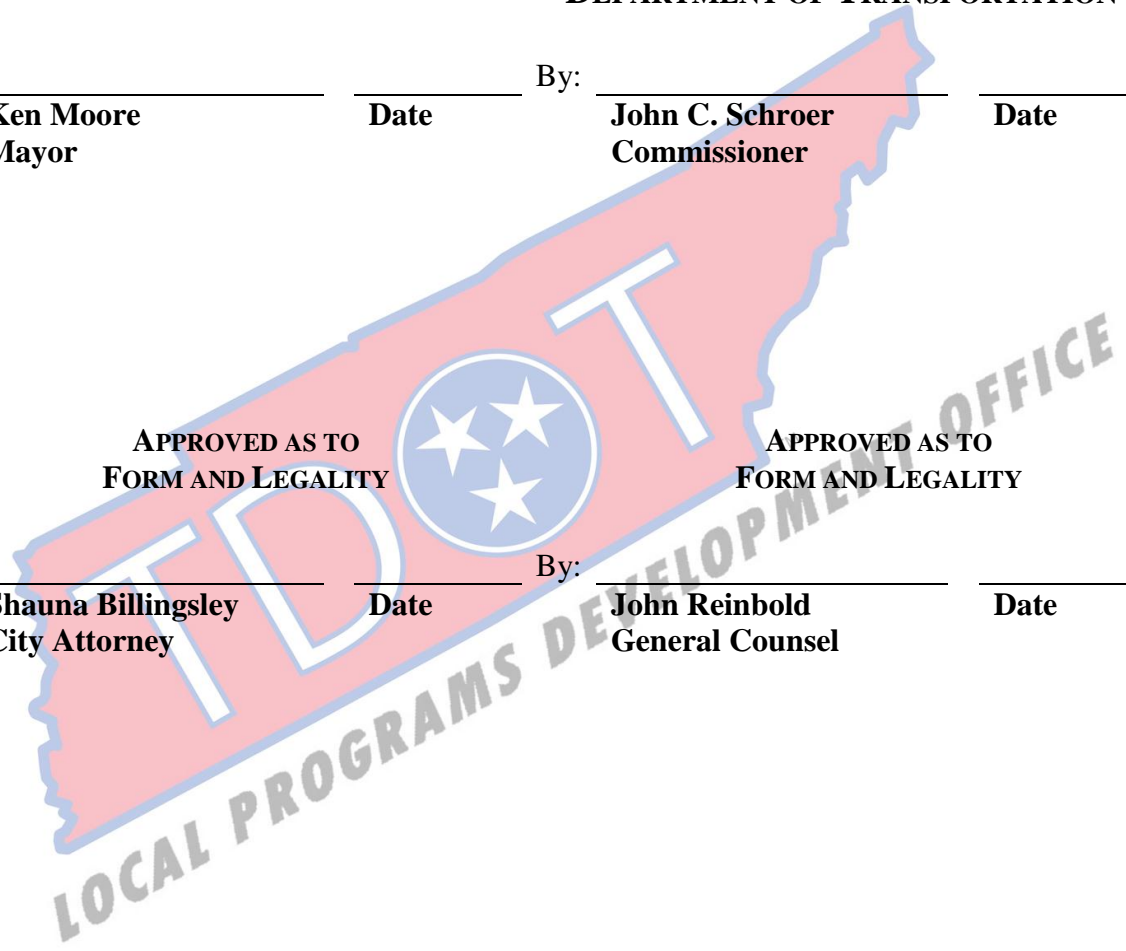 DEPARTMENT OF TRANSPORTATION
By:
Ken Moore Date John C. Schroer Date
Mayor Commissioner
APPROVED AS TO APPROVED AS TO
FORM AND LEGALITY FORM AND LEGALITY
By:
Shauna Billingsley Date John Reinbold Date
City Attorney General Counsel
TDOT
LOCAL PROGRAMS DEVELOPMENT OFFICE